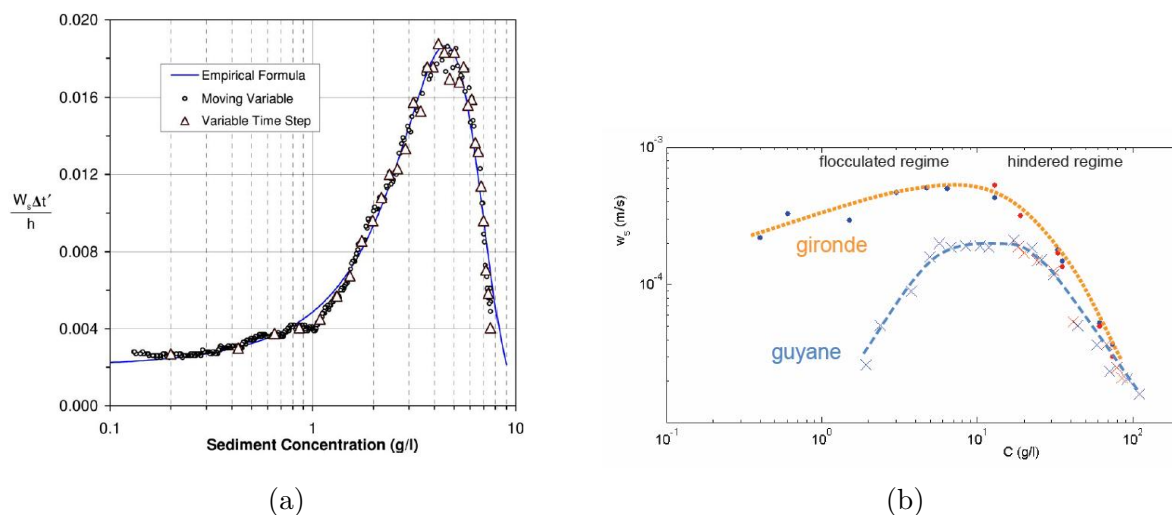 0.020
0.016
0.012
0.008
0.004
0.000
WₛΔt′
h
Empirical Formula
Moving Variable
Variable Time Step
0.1
1
10
Sediment Concentration (g/l)
(a)
10⁻³
10⁻⁴
wₛ (m/s)
flocculated regime
hindered regime
gironde
guyane
10⁻¹
10⁰
10¹
10²
C (g/l)
(b)